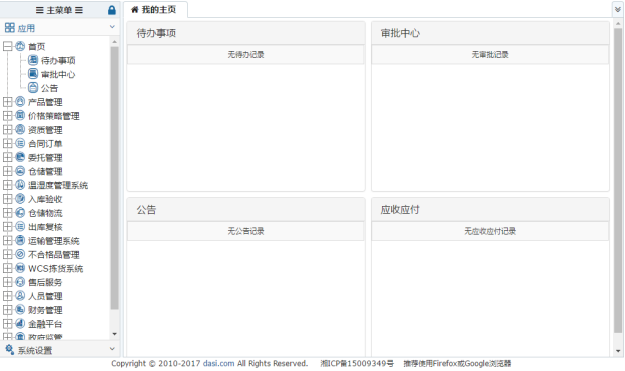 主菜单
我的主页
应用
首页
待办事项
审批中心
公告
产品管理
价格策略管理
资质管理
合同订单
委托管理
仓储管理
温湿度管理系统
入库验收
仓储物流
出库复核
运输管理系统
不合格品管理
WCS拣货系统
售后服务
人员管理
财务管理
金融平台
政府监管
系统设置
待办事项
无待办记录
审批中心
无审批记录
公告
无公告记录
应收应付
无应收应付记录
Copyright © 2010-2017 dasi.com All Rights Reserved. 湘ICP备15009349号 推荐使用Firefox或Google浏览器